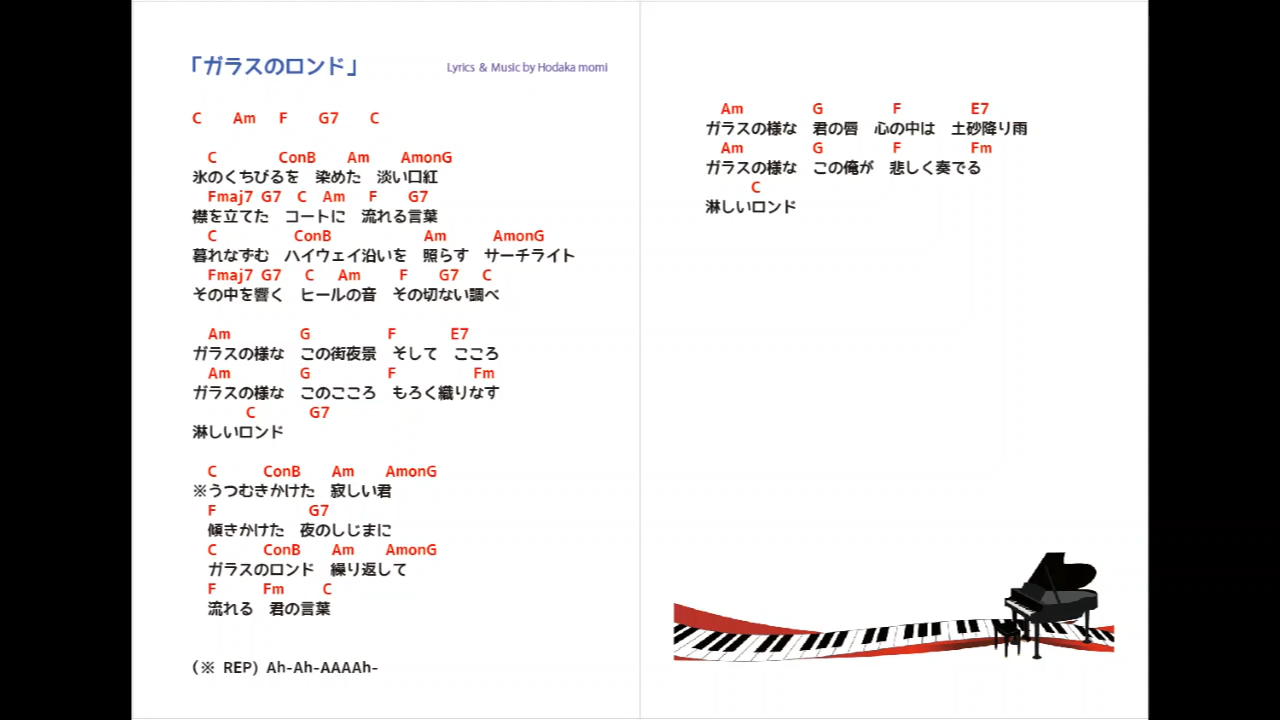 「ガラスのロンド」
Lyrics & Music by Hodaka momi
C Am F G7 C
C ConB Am AmonG
氷のくちびるを 染めた 淡い口紅
Fmaj7 G7 C Am F G7
襟を立てた コートに 流れる言葉
C ConB Am AmonG
暮れなずむ ハイウェイ沿いを 照らす サーチライト
Fmaj7 G7 C Am F G7 C
その中を響く ヒールの音 その切ない調べ
Am G F E7
ガラスの様な この街夜景 そして こころ
Am G F Fm
ガラスの様な このこころ もろく織りなす
C G7
淋しいロンド
C ConB Am AmonG
※うつむきかけた 寂しい君
F G7
傾きかけた 夜のしじまに
C ConB Am AmonG
ガラスのロンド 繰り返して
F Fm C
流れる 君の言葉
(※ REP) Ah-Ah-AAAAh-
Am G F E7
ガラスの様な 君の唇 心の中は 土砂降り雨
Am G F Fm
ガラスの様な この俺が 悲しく奏でる
C
淋しいロンド